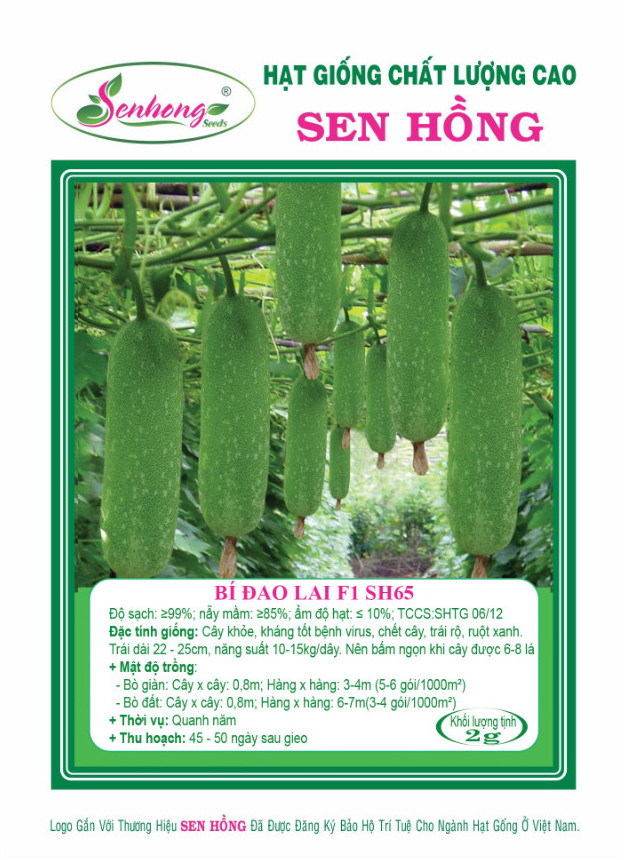 Senhong®
Seeds
HẠT GIỐNG CHẤT LƯỢNG CAO
SEN HỒNG
BÍ ĐAO LAI F1 SH65
Độ sạch: ≥99%; nẩy mầm: ≥85%; ẩm độ hạt: ≤ 10%; TCCS:SHTG 06/12
Đặc tính giống: Cây khỏe, kháng tốt bệnh virus, chết cây, trái rộ, ruột xanh.
Trái dài 22 - 25cm, năng suất 10-15kg/dây. Nên bấm ngọn khi cây được 6-8 lá
+ Mật độ trồng:
- Bò giàn: Cây x cây: 0,8m; Hàng x hàng: 3-4m (5-6 gói/1000m²)
- Bò đất: Cây x cây: 0,8m; Hàng x hàng: 6-7m(3-4 gói/1000m²)
+ Thời vụ: Quanh năm
+ Thu hoạch: 45 - 50 ngày sau gieo
Khối lượng tịnh
2g
Logo Gắn Với Thương Hiệu SEN HỒNG Đã Được Đăng Ký Bảo Hộ Trí Tuệ Cho Ngành Hạt Gống Ở Việt Nam.